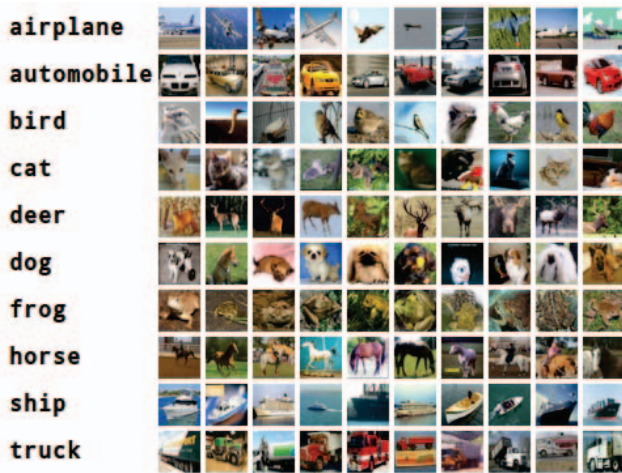 airplane
automobile
bird
cat
deer
dog
frog
horse
ship
truck